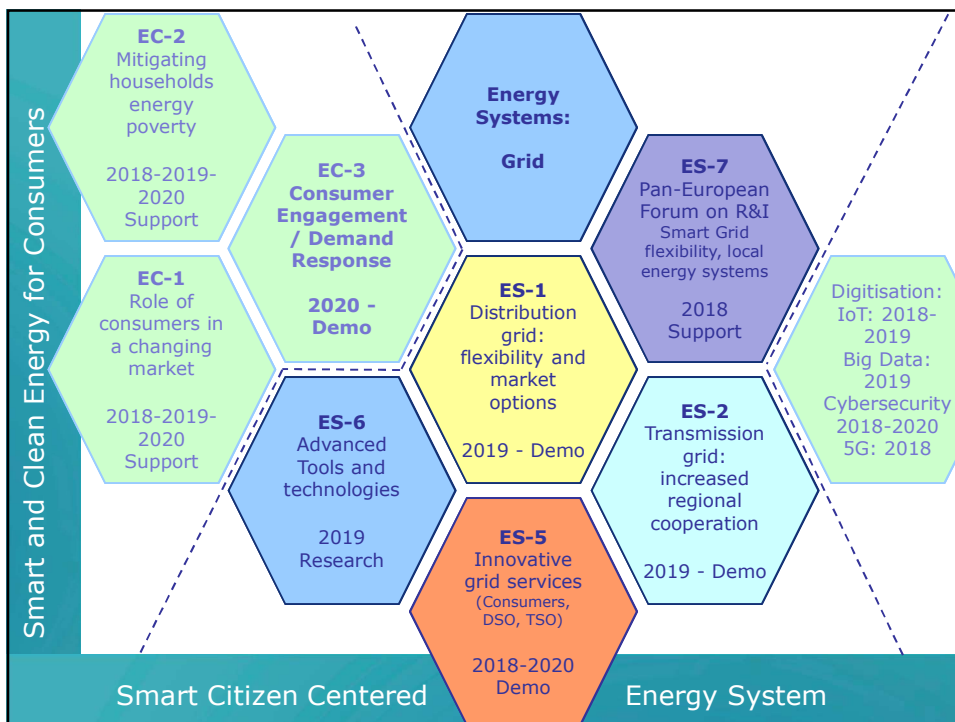 Smart and Clean Energy for Consumers
EC-2
Mitigating
households
energy
poverty
2018-2019-
2020
Support
EC-1
Role of
consumers in
a changing
market
2018-2019-
2020
Support
EC-3
Consumer
Engagement
/ Demand
Response
2020 -
Demo
ES-6
Advanced
Tools and
technologies
2019
Research
Energy
Systems:
Grid
ES-1
Distribution
grid:
flexibility and
market
options
2019 - Demo
ES-5
Innovative
grid services
(Consumers,
DSO, TSO)
2018-2020
Demo
ES-7
Pan-European
Forum on R&I
Smart Grid
flexibility, local
energy systems
2018
Support
ES-2
Transmission
grid:
increased
regional
cooperation
2019 - Demo
Digitisation:
IoT: 2018-
2019
Big Data:
2019
Cybersecurity
2018-2020
5G: 2018
Smart Citizen Centered
Energy System